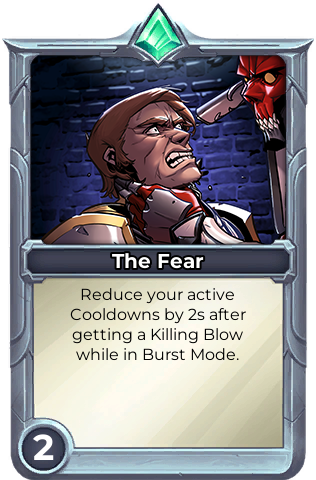 The Fear
Reduce your active
Cooldowns by 2s after
getting a Killing Blow
while in Burst Mode.
2